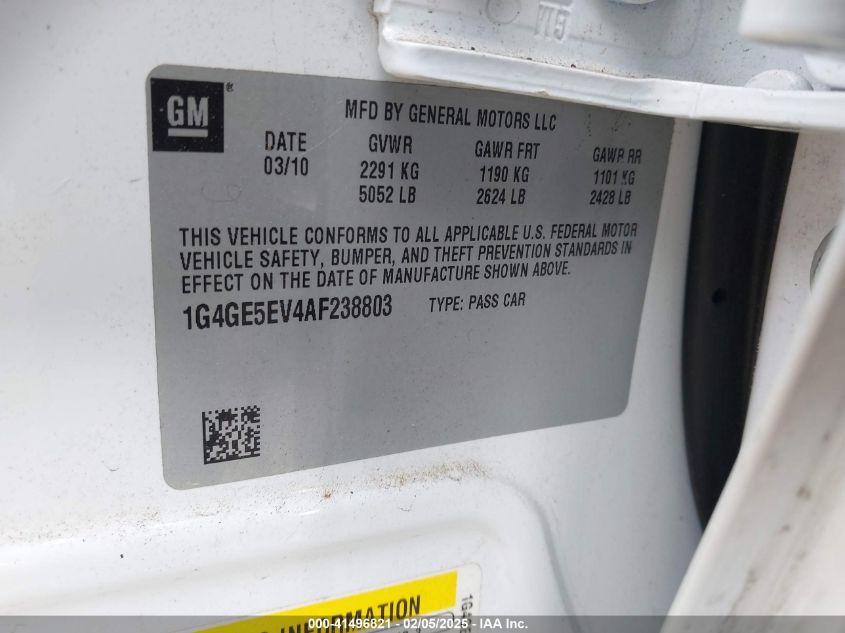 GM ®
MFD BY GENERAL MOTORS LLC
DATE GVWR GAWR FRT GAWR RR
03/10 2291 KG 1190 KG 1101 KG
5052 LB 2624 LB 2428 LB
THIS VEHICLE CONFORMS TO ALL APPLICABLE U.S. FEDERAL MOTOR
VEHICLE SAFETY, BUMPER, AND THEFT PREVENTION STANDARDS IN
EFFECT ON THE DATE OF MANUFACTURE SHOWN ABOVE.
1G4GE5EV4AF238803 TYPE: PASS CAR
INFORMATION
000--41496821 - 02/05/2025 - IAA Inc.